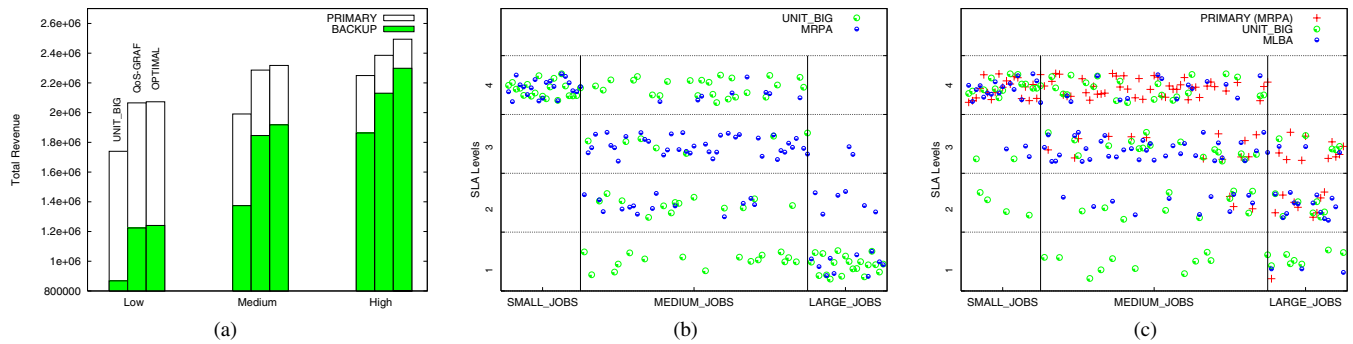 2.6e+06
2.4e+06
2.2e+06
2e+06
1.8e+06
1.6e+06
1.4e+06
1.2e+06
1e+06
800000
Total Revenue
PRIMARY
BACKUP
UNIT_BIG
QoS-GRAF
OPTIMAL
Low Medium High
(a)
UNIT_BIG
MRPA
SLA Levels
4
3
2
1
SMALL_JOBS MEDIUM_JOBS LARGE_JOBS
(b)
PRIMARY (MRPA)
UNIT_BIG
MLBA
SLA Levels
4
3
2
1
SMALL_JOBS MEDIUM_JOBS LARGE_JOBS
(c)